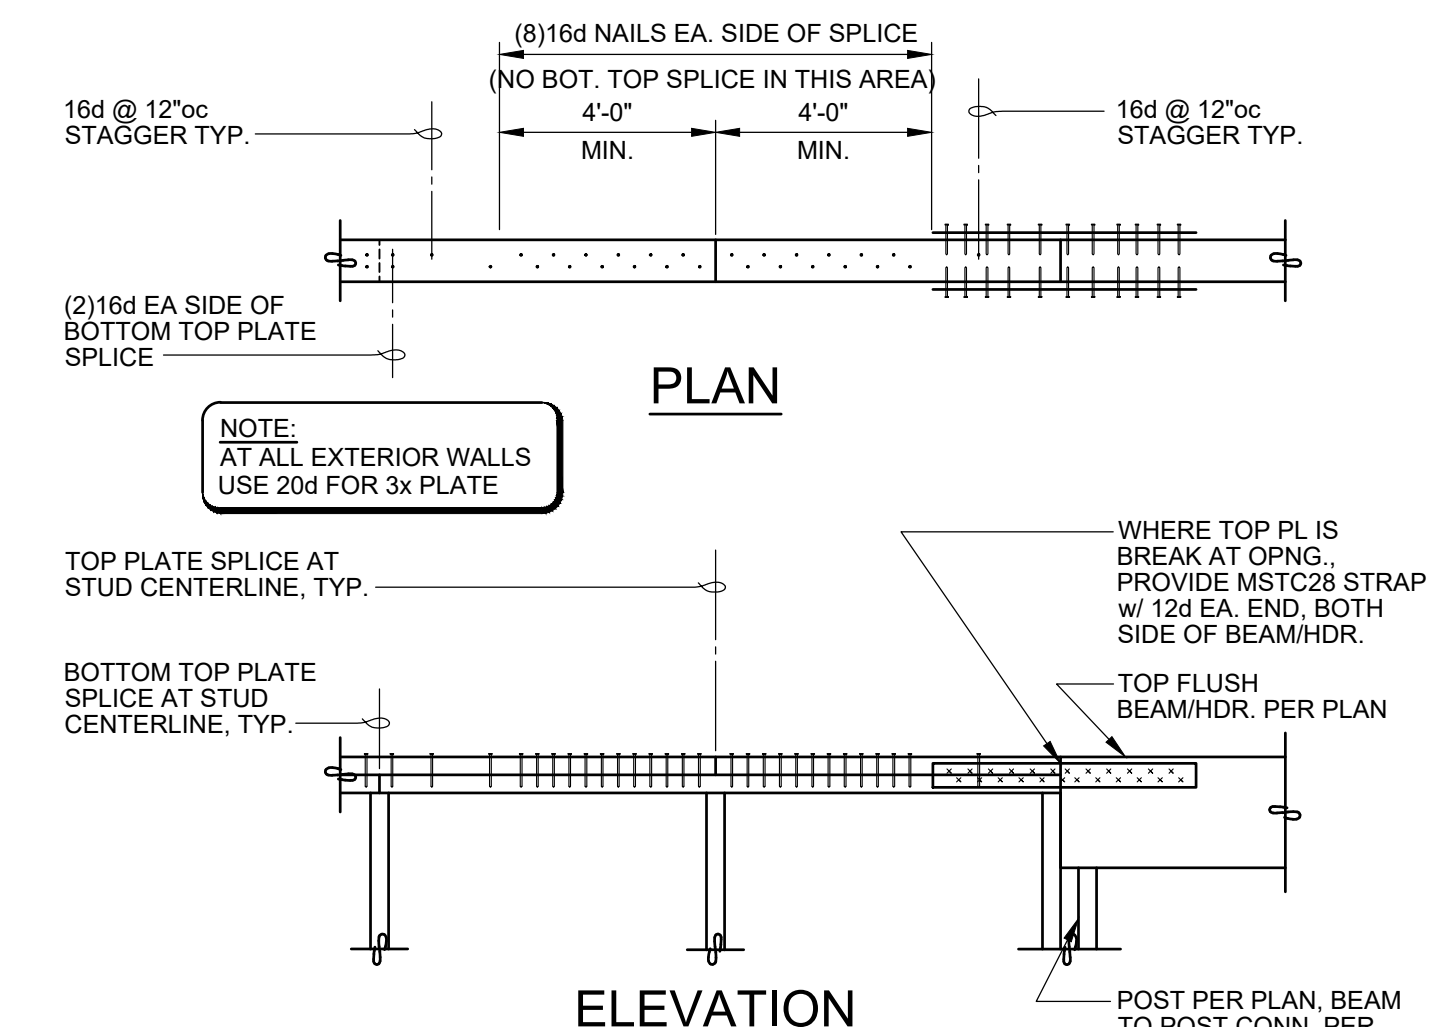 (8)16d NAILS EA. SIDE OF SPLICE
(NO BOT. TOP SPLICE IN THIS AREA)
4'-0"
MIN.
4'-0"
MIN.
16d @ 12"oc
STAGGER TYP.
16d @ 12"oc
STAGGER TYP.
(2)16d EA SIDE OF
BOTTOM TOP PLATE
SPLICE
PLAN
NOTE:
AT ALL EXTERIOR WALLS
USE 20d FOR 3x PLATE
TOP PLATE SPLICE AT
STUD CENTERLINE, TYP.
BOTTOM TOP PLATE
SPLICE AT STUD
CENTERLINE, TYP.
WHERE TOP PL IS
BREAK AT OPNG.,
PROVIDE MSTC28 STRAP
w/ 12d EA. END, BOTH
SIDE OF BEAM/HDR.
TOP FLUSH
BEAM/HDR. PER PLAN
ELEVATION
POST PER PLAN, BEAM
TO POST CONN. PER